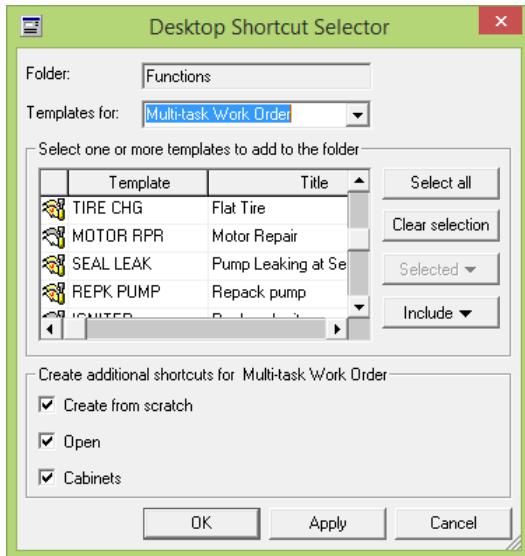 Desktop Shortcut Selector
Folder: Functions
Templates for: Multi-task Work Order
Select one or more templates to add to the folder
Template Title
TIRE CHG Flat Tire
MOTOR RPR Motor Repair
SEAL LEAK Pump Leaking at Se
REPK PUMP Repack pump
Select all
Clear selection
Selected
Include
Create additional shortcuts for Multi-task Work Order
Create from scratch
Open
Cabinets
OK Apply Cancel